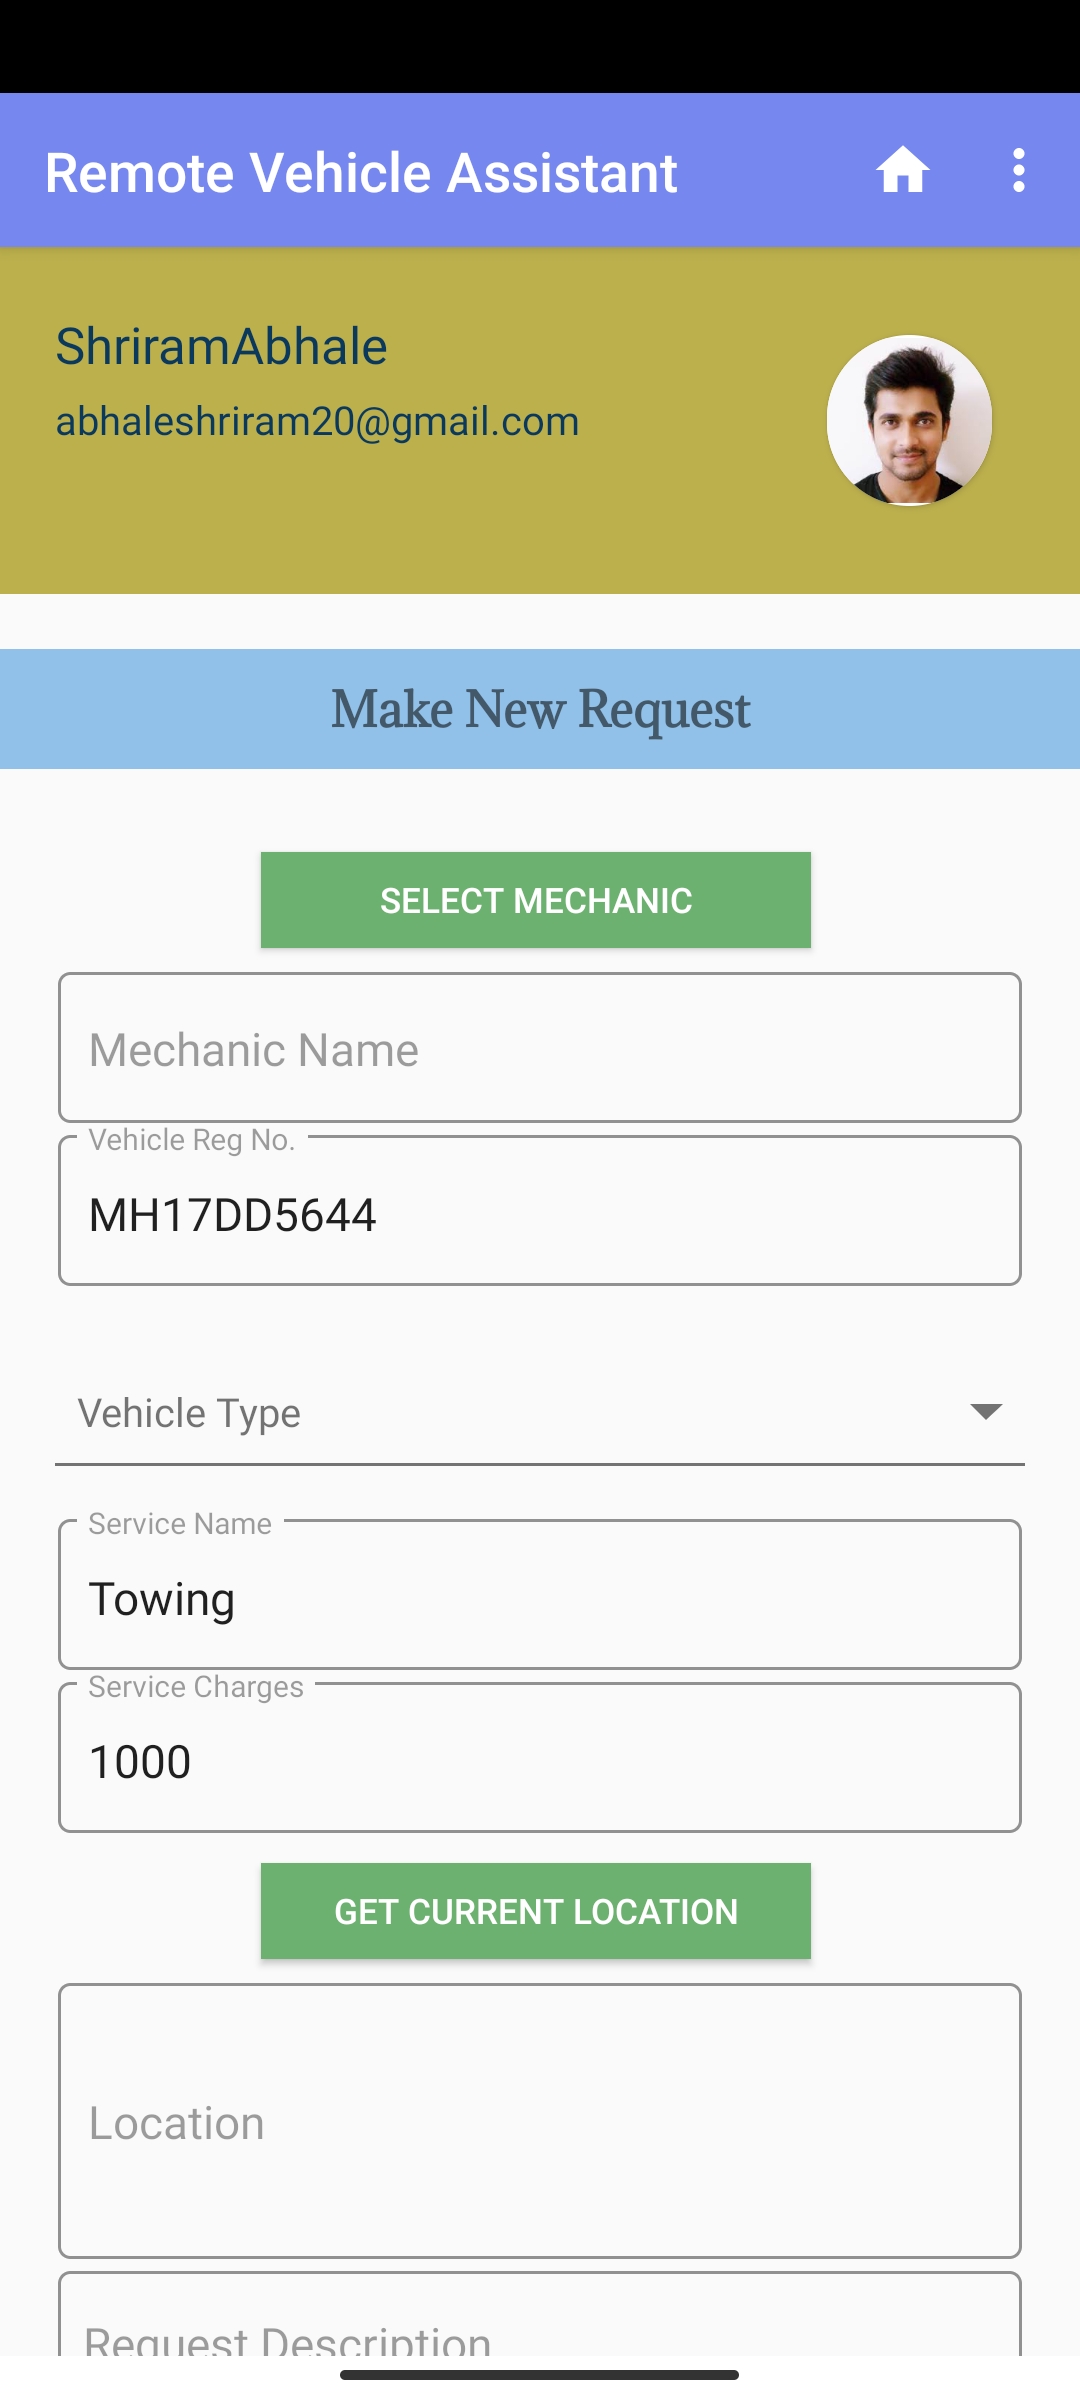 Remote Vehicle Assistant
ShriramAbhale
abhaleshriram20@gmail.com
Make New Request
SELECT MECHANIC
Mechanic Name
Vehicle Reg No.
MH17DD5644
Vehicle Type
Service Name
Towing
Service Charges
1000
GET CURRENT LOCATION
Location
Request Description